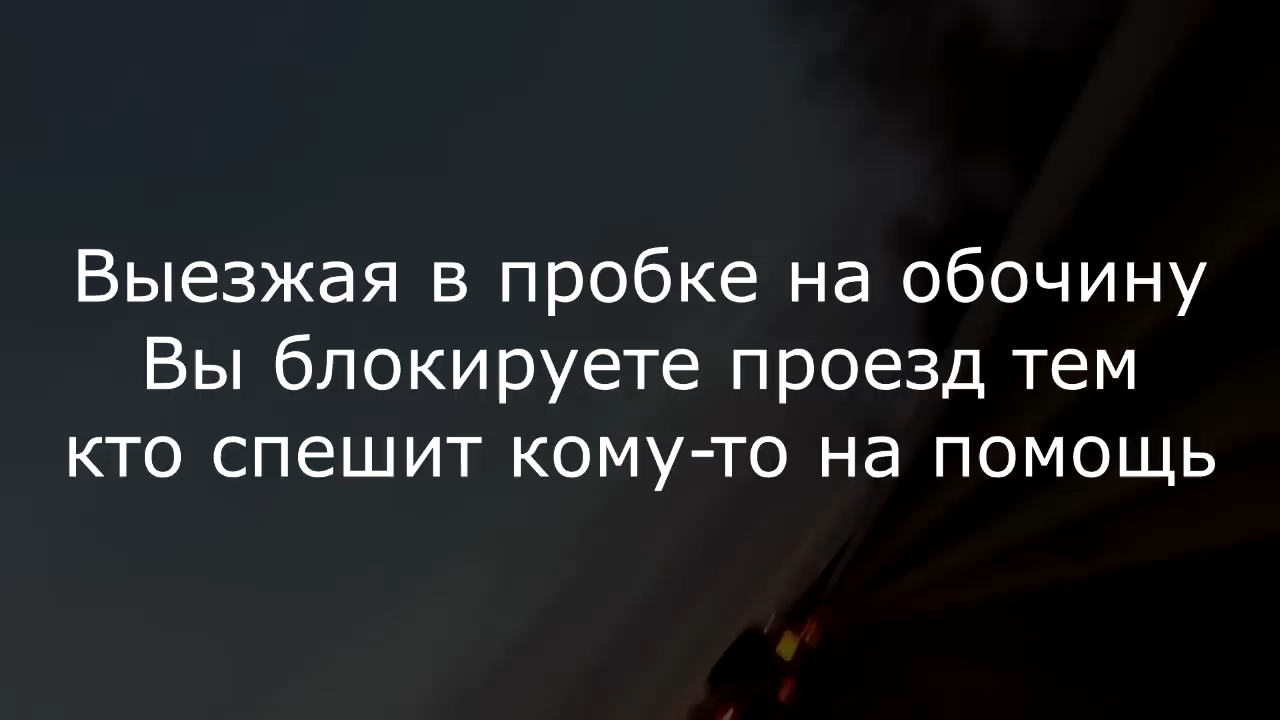 Выезжая в пробке на обочину
Вы блокируете проезд тем
кто спешит кому-то на помощь